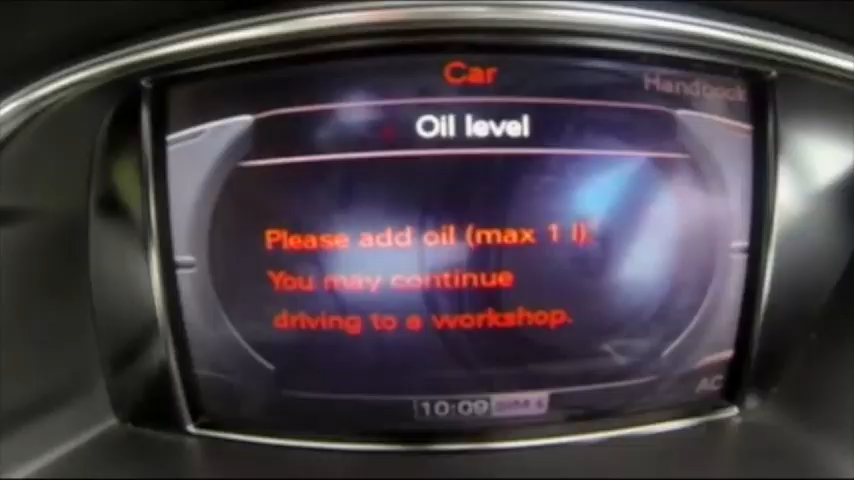 Car
Handbook
Oil level
Please add oil (max 1 l).
You may continue
driving to a workshop.
10:09
AC